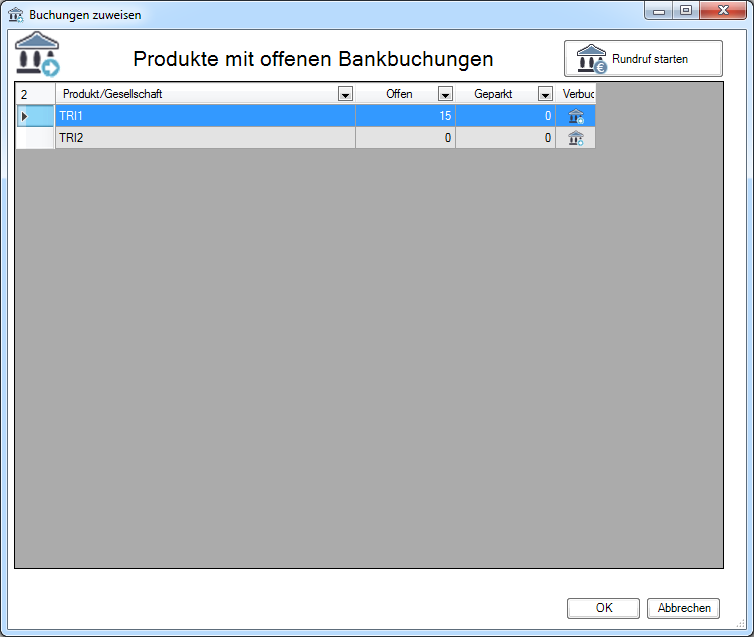 Buchungen zuweisen
Produkte mit offenen Bankbuchungen
Rundruf starten
2 Produkt/Gesellschaft Offen Geparkt Verbuc
TRI1 15 0
TRI2 0 0
OK Abbrechen